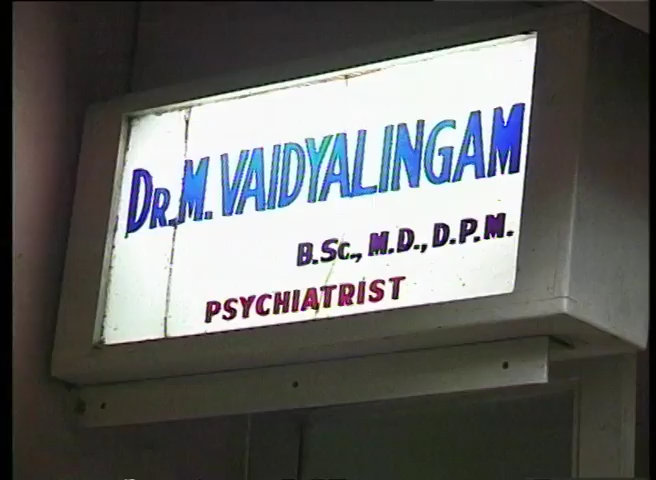 DR. M. VAIDYALINGAM
B.Sc., M.D., D.P.M.
PSYCHIATRIST